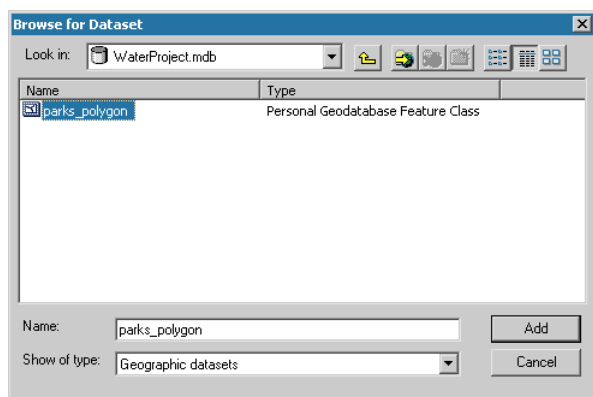 Browse for Dataset
Look in: WaterProject.mdb
Name Type
parks_polygon Personal Geodatabase Feature Class
Name: parks_polygon Add
Show of type: Geographic datasets Cancel